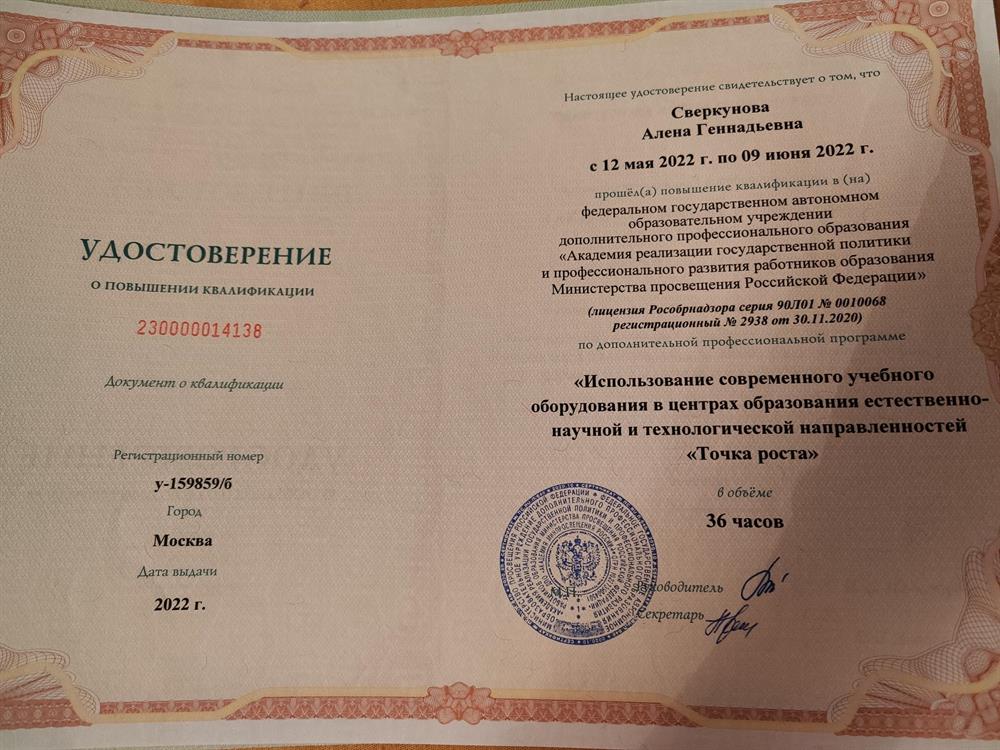 УДОСТОВЕРЕНИЕ
О ПОВЫШЕНИИ КВАЛИФИКАЦИИ
230000014138
Документ о квалификации
Регистрационный номер
у-159859/б
Город
Москва
Дата выдачи
2022 г.
Настоящее удостоверение свидетельствует о том, что
Сверкунова
Алена Геннадьевна
с 12 мая 2022 г. по 09 июня 2022 г.
прошёл(а) повышение квалификации в (на)
федеральном государственном автономном
образовательном учреждении
дополнительного профессионального образования
«Академия реализации государственной политики
и профессионального развития работников образования
Министерства просвещения Российской Федерации»
(лицензия Рособрнадзора серия 90Л01 № 0010068
регистрационный № 2938 от 30.11.2020)
по дополнительной профессиональной программе
«Использование современного учебного
оборудования в центрах образования естественно-
научной и технологической направленностей
«Точка роста»
в объёме
36 часов
М.П.
Руководитель
Секретарь